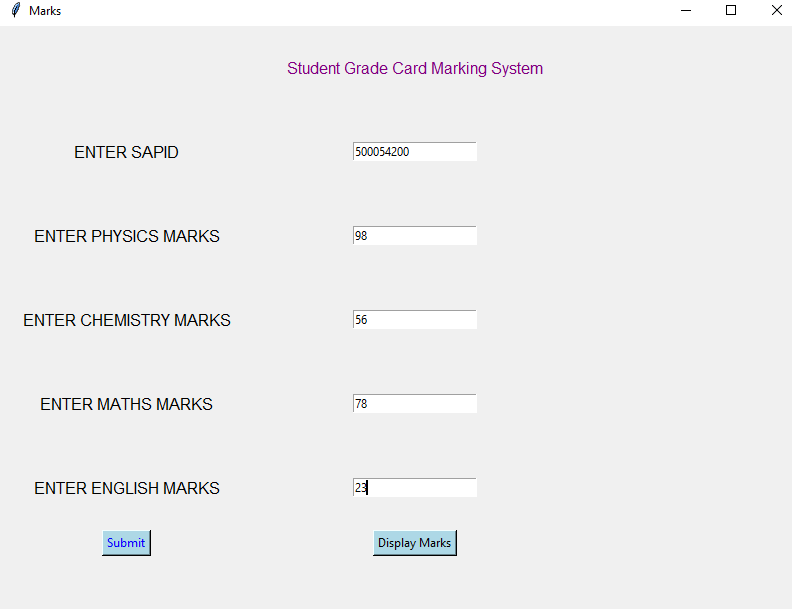 Marks
Student Grade Card Marking System
ENTER SAPID 500054200
ENTER PHYSICS MARKS 98
ENTER CHEMISTRY MARKS 56
ENTER MATHS MARKS 78
ENTER ENGLISH MARKS 23
Submit Display Marks